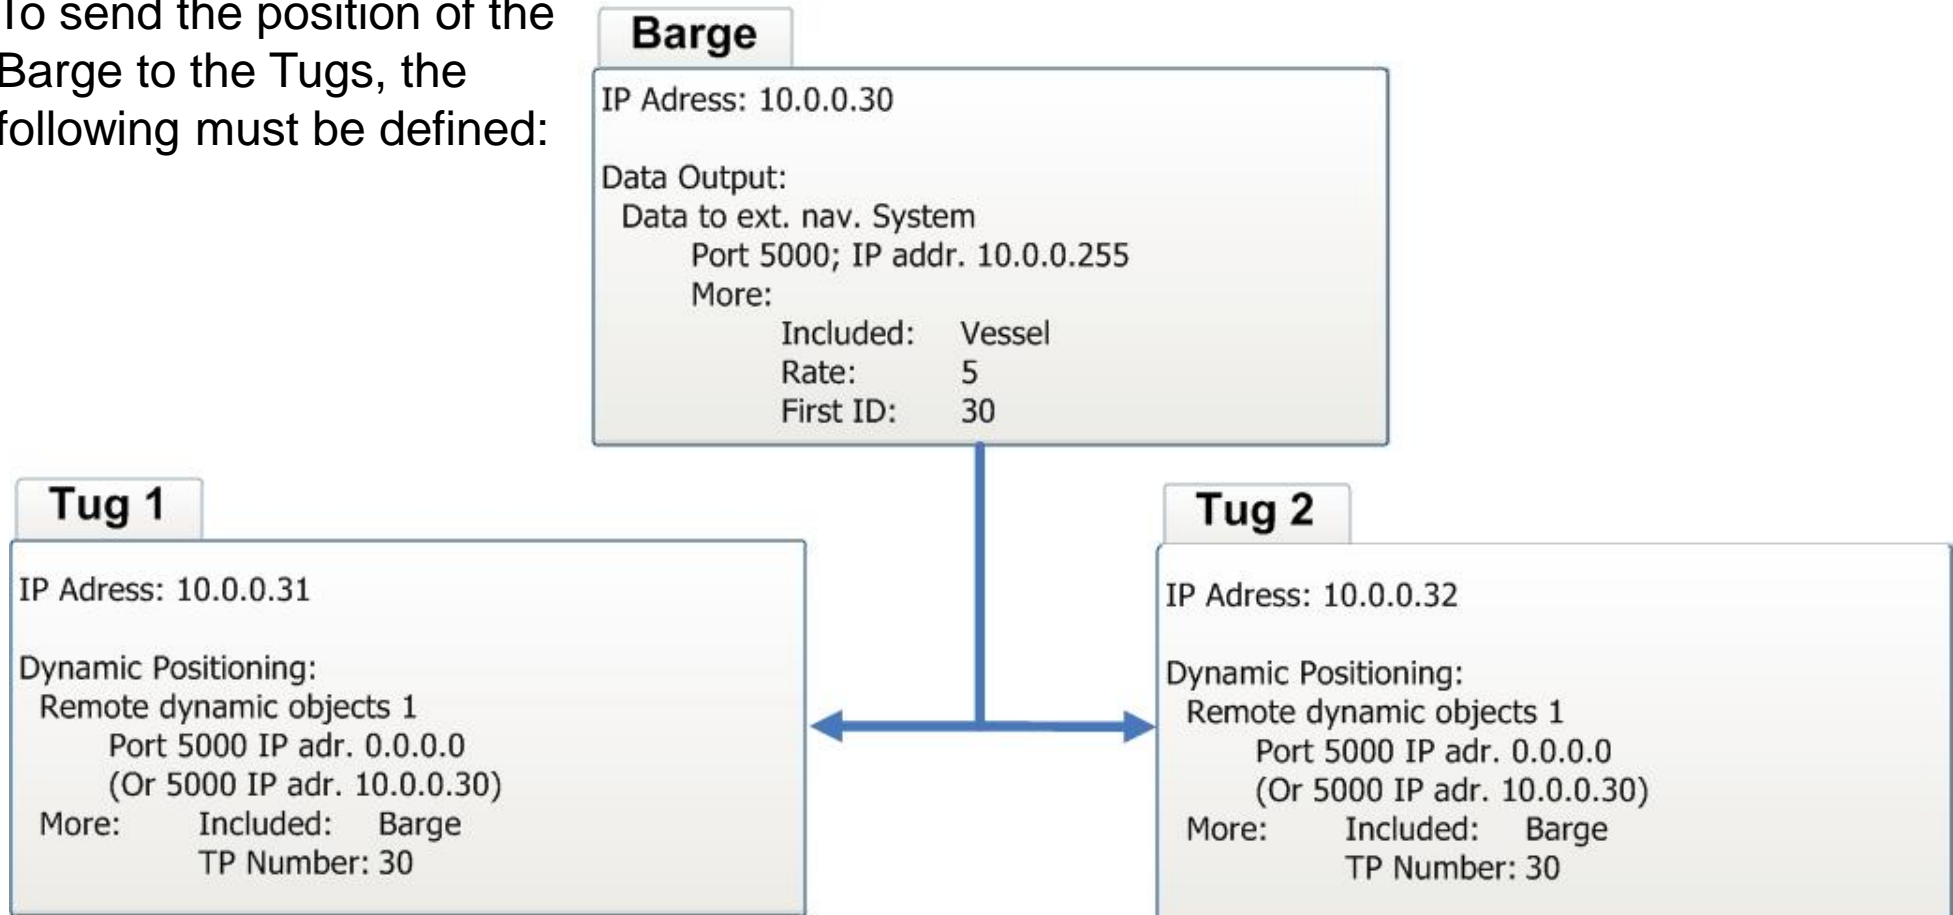 To send the position of the
Barge to the Tugs, the
following must be defined:
Barge
IP Adress: 10.0.0.30
Data Output:
Data to ext. nav. System
Port 5000; IP addr. 10.0.0.255
More:
Included: Vessel
Rate: 5
First ID: 30
Tug 1
IP Adress: 10.0.0.31
Dynamic Positioning:
Remote dynamic objects 1
Port 5000 IP adr. 0.0.0.0
(Or 5000 IP adr. 10.0.0.30)
More: Included: Barge
TP Number: 30
Tug 2
IP Adress: 10.0.0.32
Dynamic Positioning:
Remote dynamic objects 1
Port 5000 IP adr. 0.0.0.0
(Or 5000 IP adr. 10.0.0.30)
More: Included: Barge
TP Number: 30